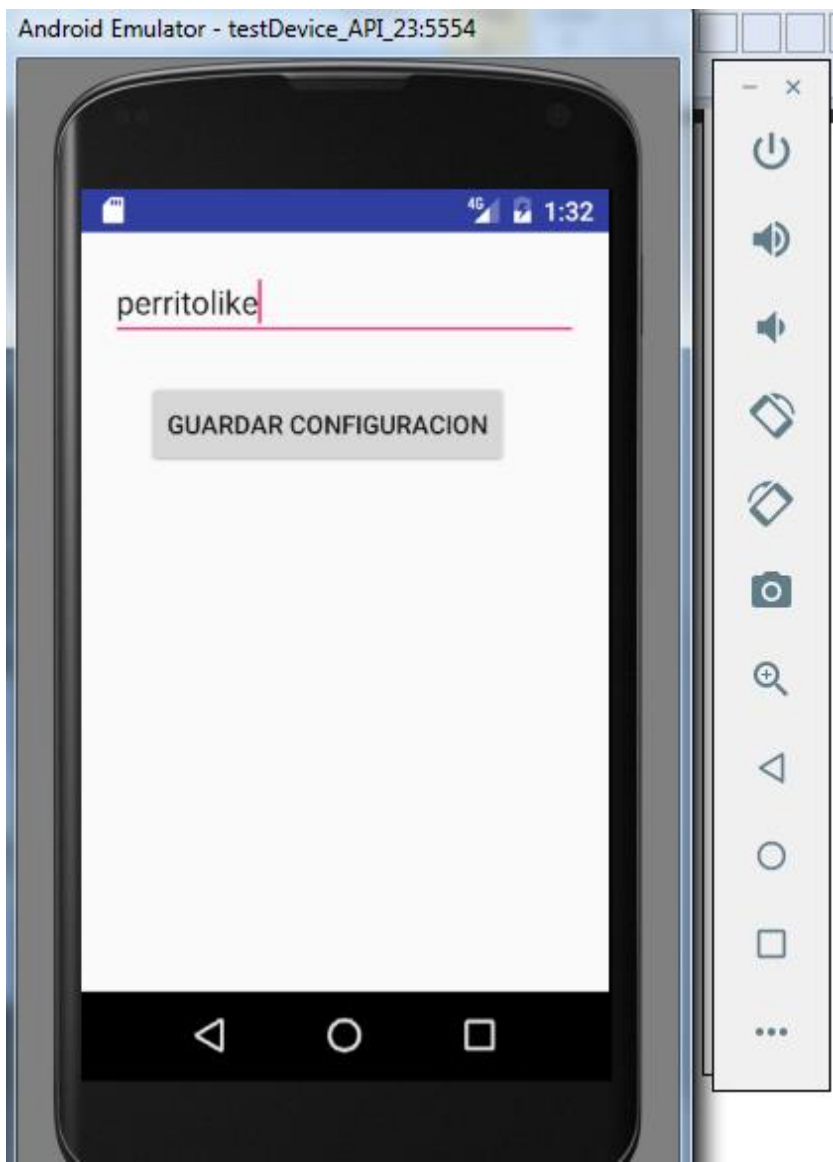 Android Emulator - testDevice_API_23:5554
4G 1:32
perritolike
GUARDAR CONFIGURACION